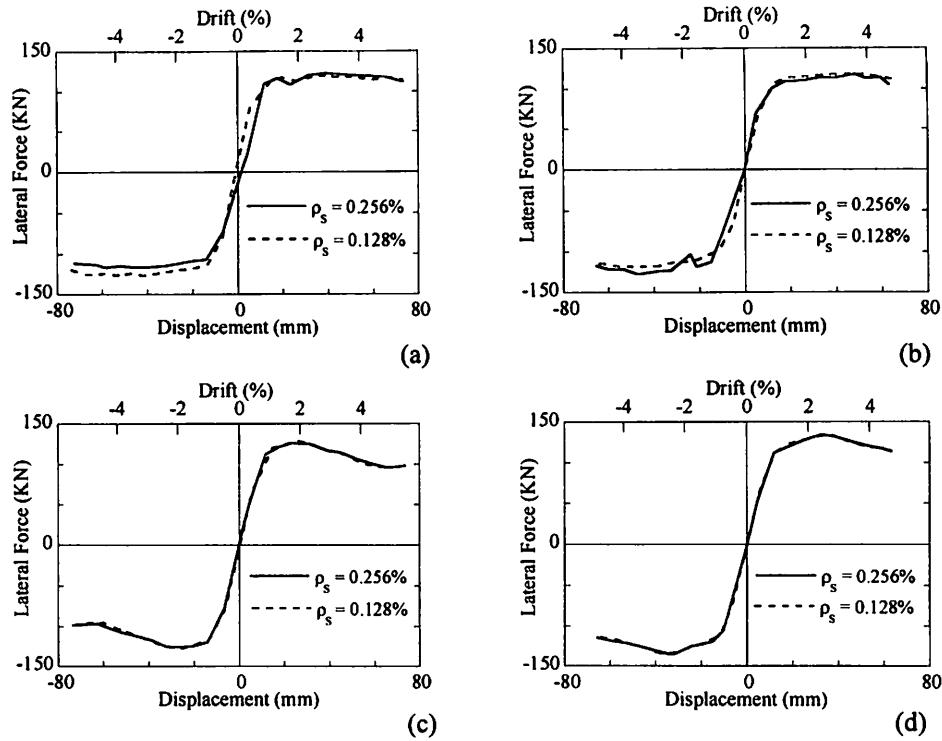 Drift (%)
-4 -2 0 2 4
150
0
-150
Lateral Force (KN)
ρs = 0.256%
ρs = 0.128%
-80 0 80
Displacement (mm)
(a)
Drift (%)
-4 -2 0 2 4
150
0
-150
Lateral Force (KN)
ρs = 0.256%
ρs = 0.128%
-80 0 80
Displacement (mm)
(b)
Drift (%)
-4 -2 0 2 4
150
0
-150
Lateral Force (KN)
ρs = 0.256%
ρs = 0.128%
-80 0 80
Displacement (mm)
(c)
Drift (%)
-4 -2 0 2 4
150
0
-150
Lateral Force (KN)
ρs = 0.256%
ρs = 0.128%
-80 0 80
Displacement (mm)
(d)